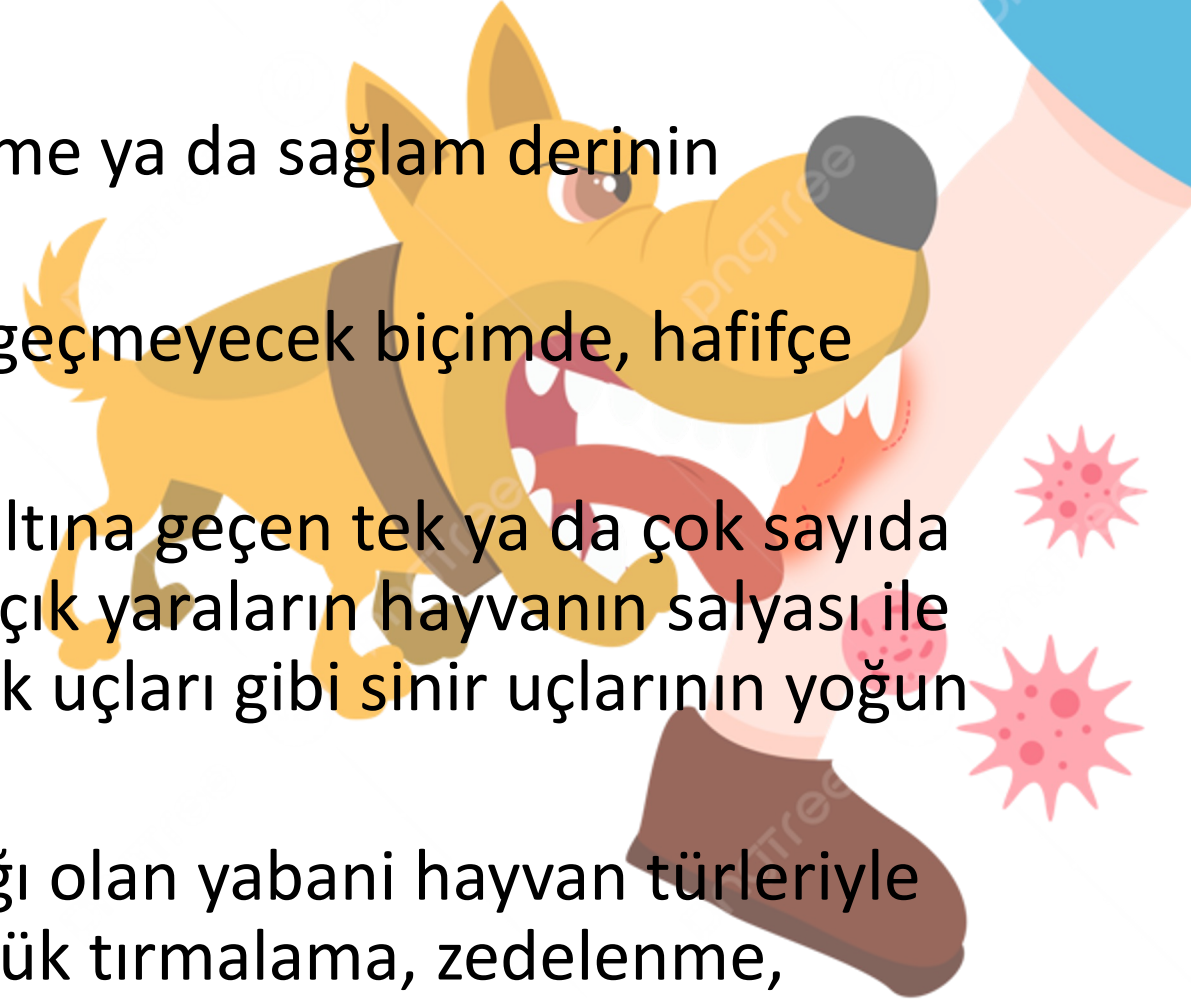 me ya da sağlam derinin
geçmeyecek biçimde, hafifçe
ltına geçen tek ya da çok sayıda
çık yaraların hayvanın salyası ile
k uçları gibi sinir uçlarının yoğun
ğı olan yabani hayvan türleriyle
ük tırmalama, zedelenme,